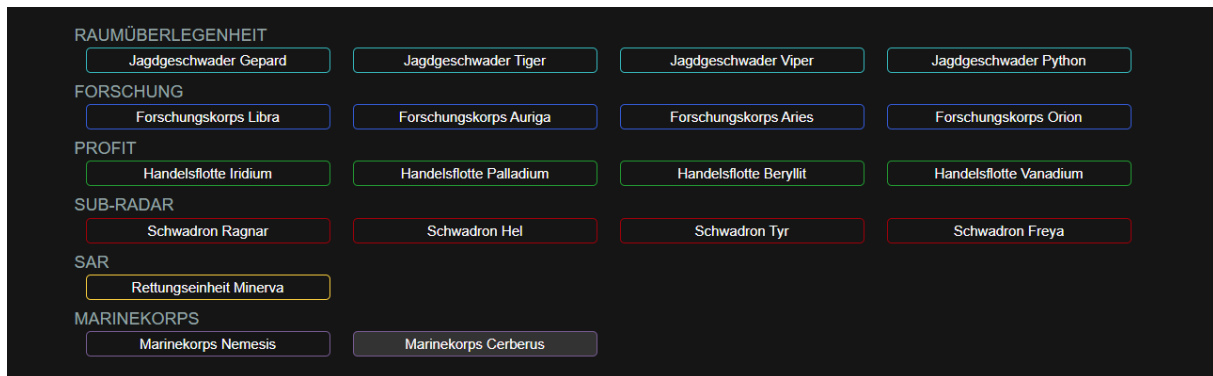 RAUMÜBERLEGENHEIT
Jagdgeschwader Gepard Jagdgeschwader Tiger Jagdgeschwader Viper Jagdgeschwader Python
FORSCHUNG
Forschungskorps Libra Forschungskorps Auriga Forschungskorps Aries Forschungskorps Orion
PROFIT
Handelsflotte Iridium Handelsflotte Palladium Handelsflotte Beryllit Handelsflotte Vanadium
SUB-RADAR
Schwadron Ragnar Schwadron Hel Schwadron Tyr Schwadron Freya
SAR
Rettungseinheit Minerva
MARINEKORPS
Marinekorps Nemesis Marinekorps Cerberus